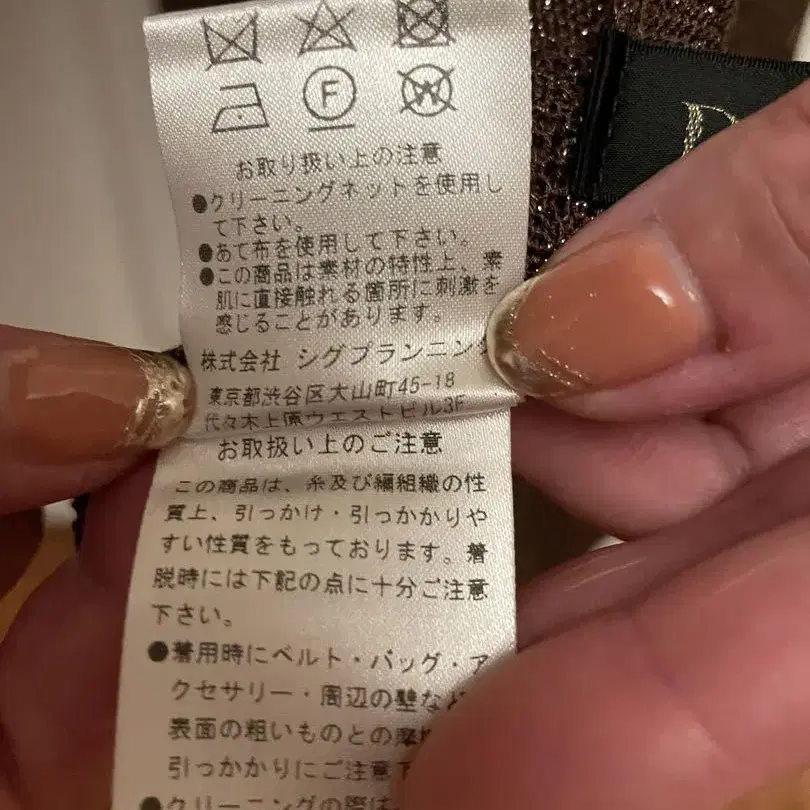 F W
お取り扱い上の注意
●クリーニングネットを使用し
て下さい。
●あて布を使用して下さい。
●この商品は素材の特性上、素
肌に直接触れる箇所に刺激を
感じることがあります。
株式会社 シグプランニング
東京都渋谷区大山町45-18
代々木上原ウエストビル3F
お取扱い上のご注意
この商品は、糸及び編組織の性
質上、引っかけ・引っかかりや
すい性質をもっております。着
脱時には下記の点に十分ご注意
下さい。
●着用時にベルト・バッグ・ア
クセサリー・周辺の壁など
表面の粗いものとの摩
引っかかりにご注意下
●クリーニングの際は